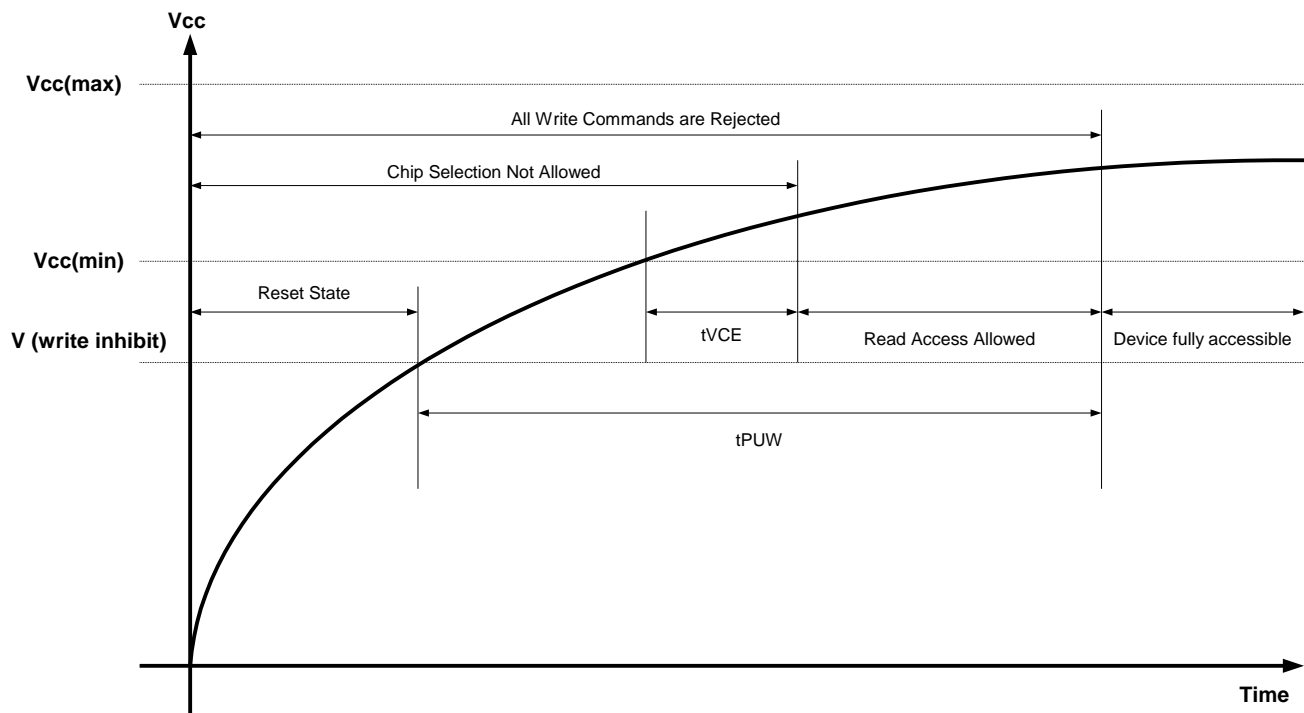 Vcc
Vcc(max)
All Write Commands are Rejected
Chip Selection Not Allowed
Vcc(min)
Reset State
V (write inhibit)
tVCE
Read Access Allowed
Device fully accessible
tPUW
Time